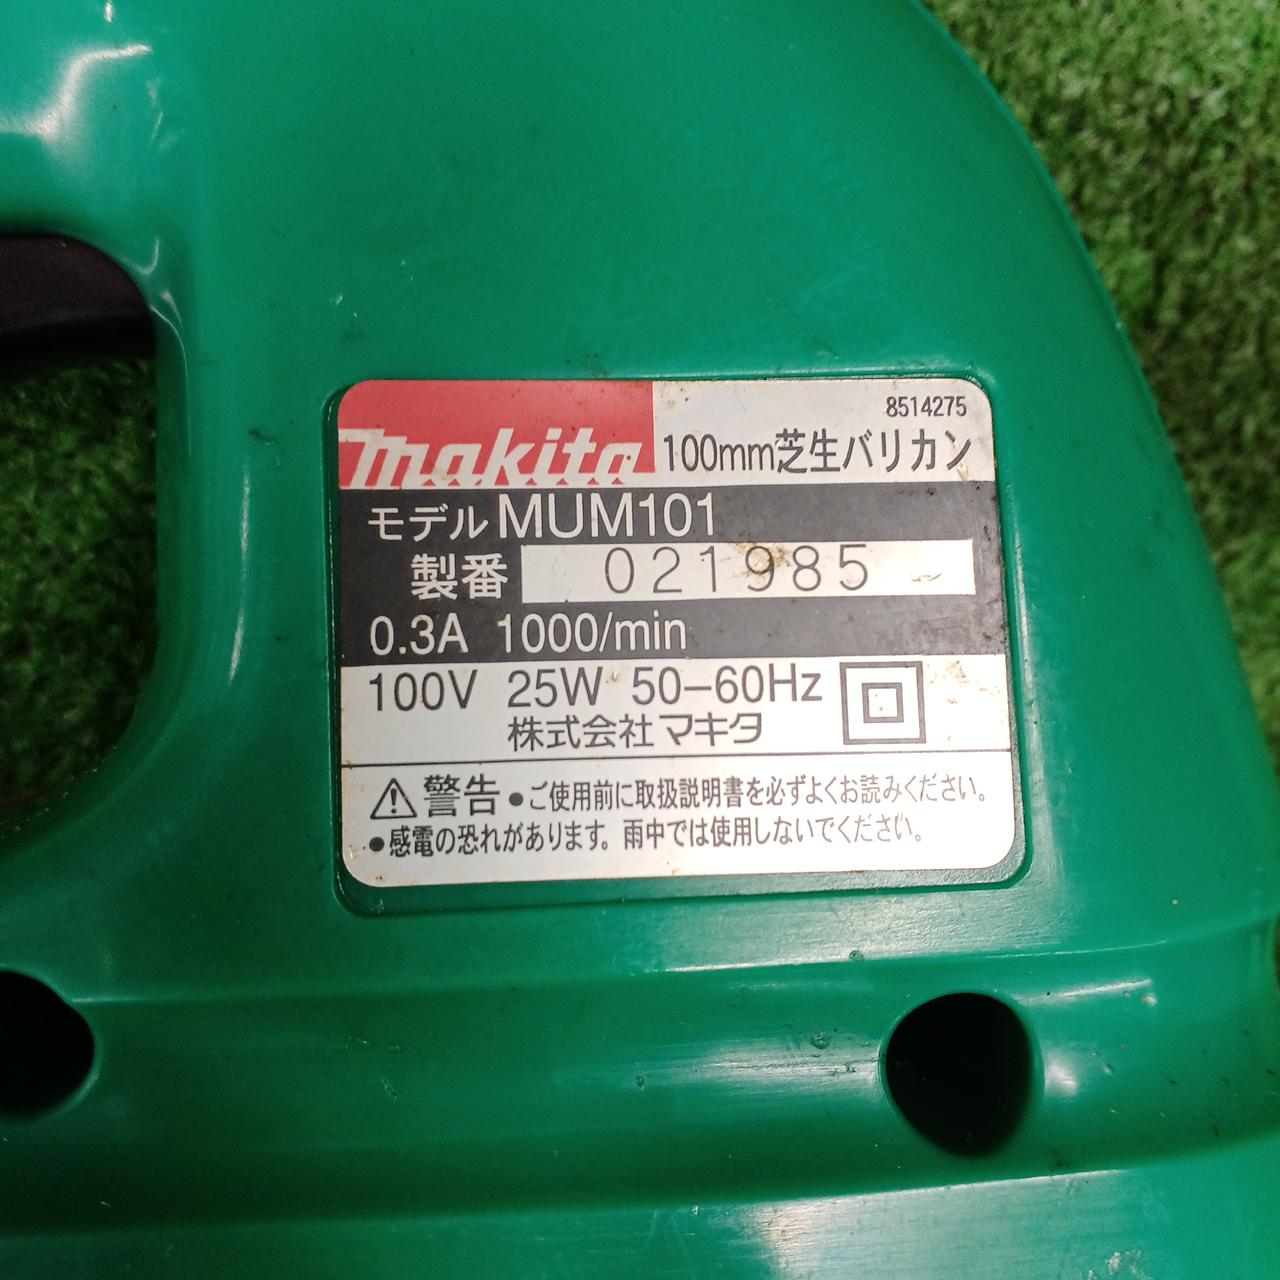 8514275
makita 100mm芝生バリカン
モデル MUM101
製番 021985
0.3A 1000/min
100V 25W 50-60Hz
株式会社マキタ
⚠警告 ●ご使用前に取扱説明書を必ずよくお読みください。
●感電の恐れがあります。雨中では使用しないでください。